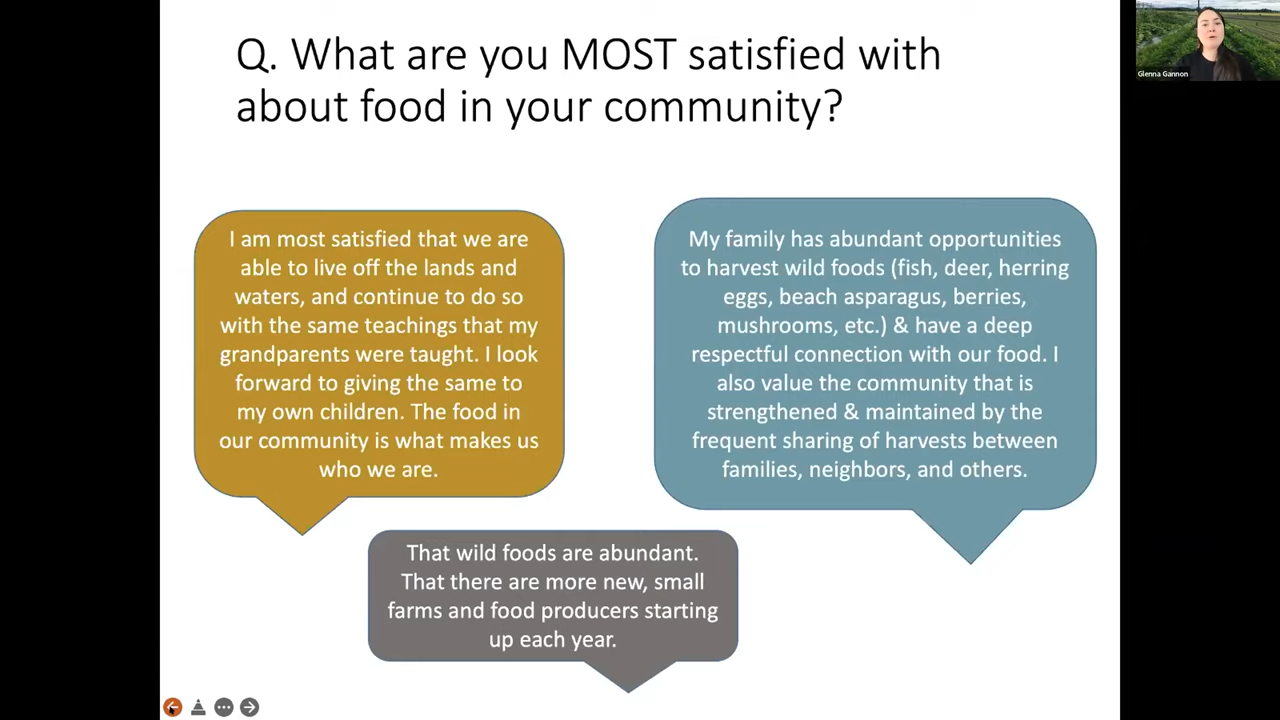 Q. What are you MOST satisfied with
about food in your community?
Glenna Gannon
I am most satisfied that we are
able to live off the lands and
waters, and continue to do so
with the same teachings that my
grandparents were taught. I look
forward to giving the same to
my own children. The food in
our community is what makes us
who we are.
My family has abundant opportunities
to harvest wild foods (fish, deer, herring
eggs, beach asparagus, berries,
mushrooms, etc.) & have a deep
respectful connection with our food. I
also value the community that is
strengthened & maintained by the
frequent sharing of harvests between
families, neighbors, and others.
That wild foods are abundant.
That there are more new, small
farms and food producers starting
up each year.